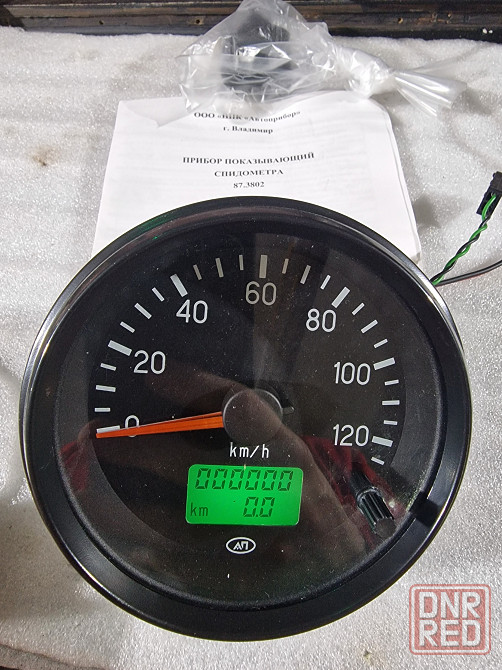 ООО «НПК «Автоприбор»
г. Владимир
ПРИБОР ПОКАЗЫВАЮЩИЙ
СПИДОМЕТРА
87.3802
60
40
80
20
100
0
120
km/h
000000
km 0.0
АП
DNR
RED